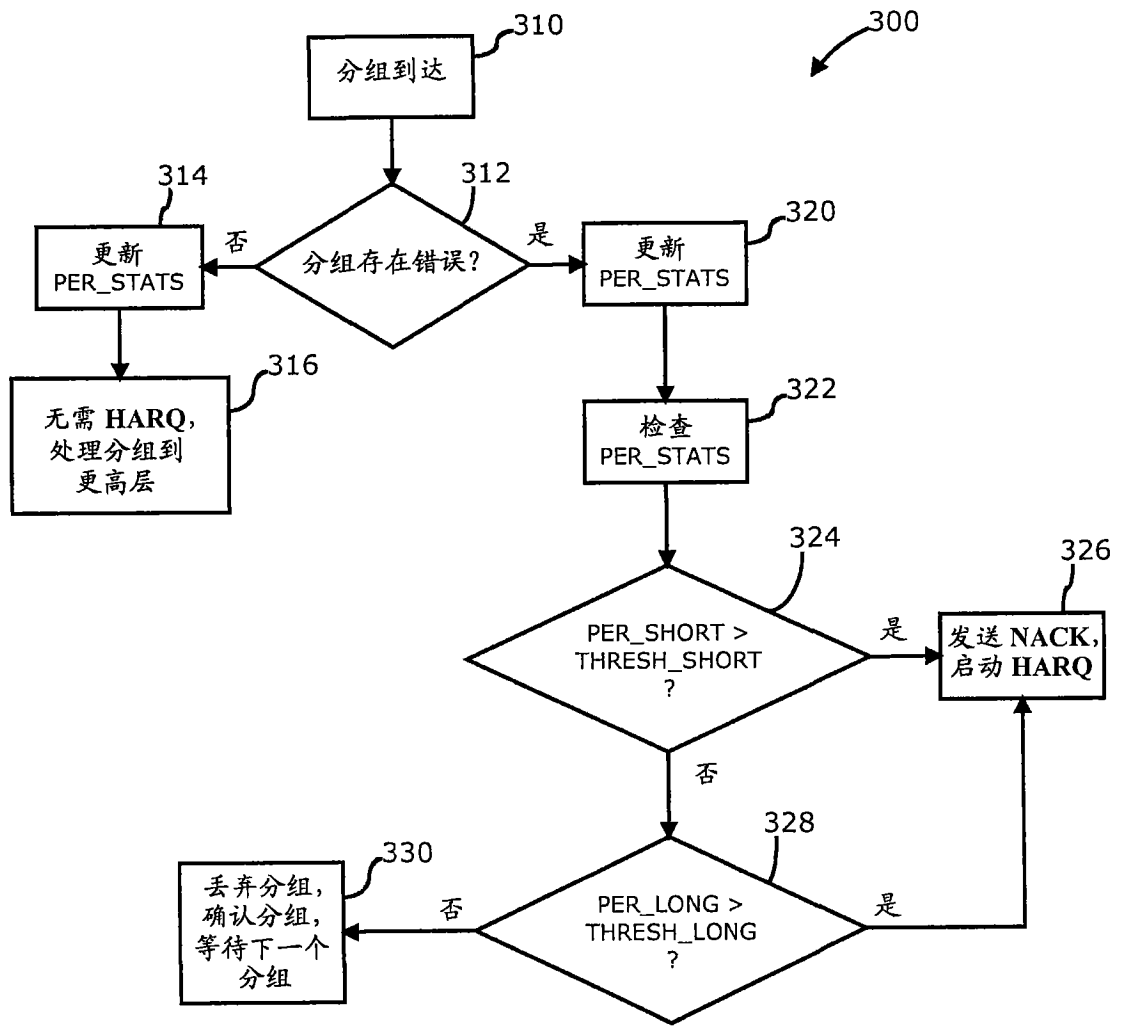 310
300
分组到达
312
314
320
否
是
更新
PER_STATS
分组存在错误?
更新
PER_STATS
316
322
无需 HARQ,
处理分组到
更高层
检查
PER_STATS
324
326
PER_SHORT >
THRESH_SHORT
?
是
发送 NACK,
启动 HARQ
否
328
330
丢弃分组,
确认分组,
等待下一个
分组
否
PER_LONG >
THRESH_LONG
?
是